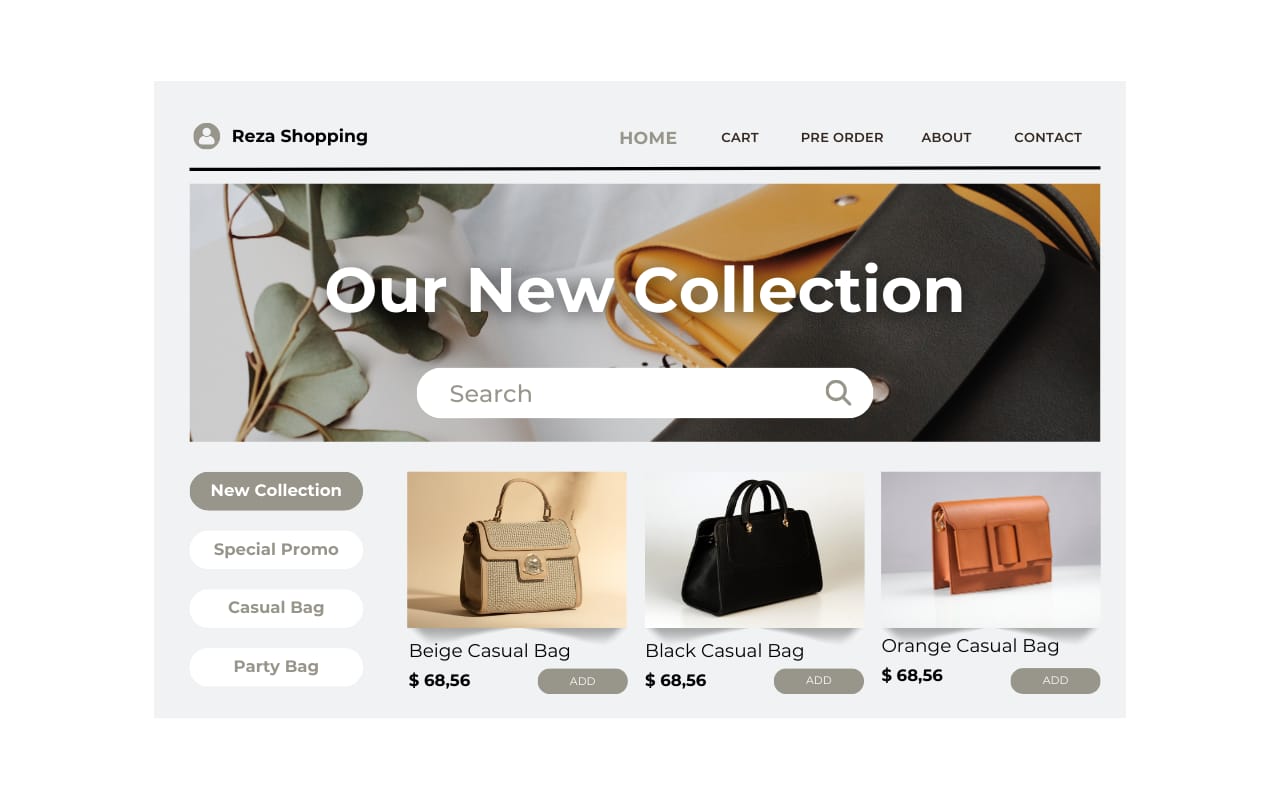 Reza Shopping
HOME
CART
PRE ORDER
ABOUT
CONTACT
Our New Collection
Search
New Collection
Special Promo
Casual Bag
Party Bag
Beige Casual Bag
$ 68,56
ADD
Black Casual Bag
$ 68,56
ADD
Orange Casual Bag
$ 68,56
ADD